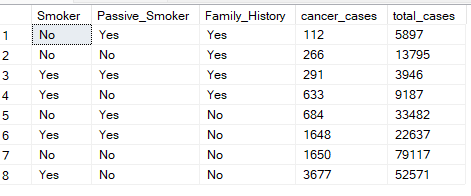 Smoker Passive_Smoker Family_History cancer_cases total_cases
1 No Yes Yes 112 5897
2 No No Yes 266 13795
3 Yes Yes Yes 291 3946
4 Yes No Yes 633 9187
5 No Yes No 684 33482
6 Yes Yes No 1648 22637
7 No No No 1650 79117
8 Yes No No 3677 52571